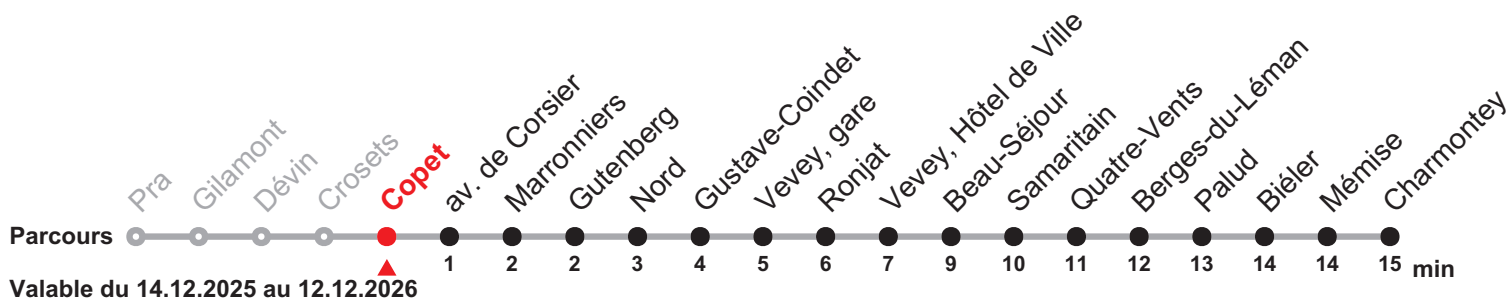 Pra
Gilamont
Dévin
Crosets
Copet
av. de Corsier
Marronniers
Gutenberg
Nord
Gustave-Coindet
Vevey, gare
Ronjat
Vevey, Hôtel de Ville
Beau-Séjour
Samaritain
Quatre-Vents
Berges-du-Léman
Palud
Biéler
Mémise
Charmontey
Parcours
1 2 2 3 4 5 6 7 9 10 11 12 13 14 14 15 min
Valable du 14.12.2025 au 12.12.2026